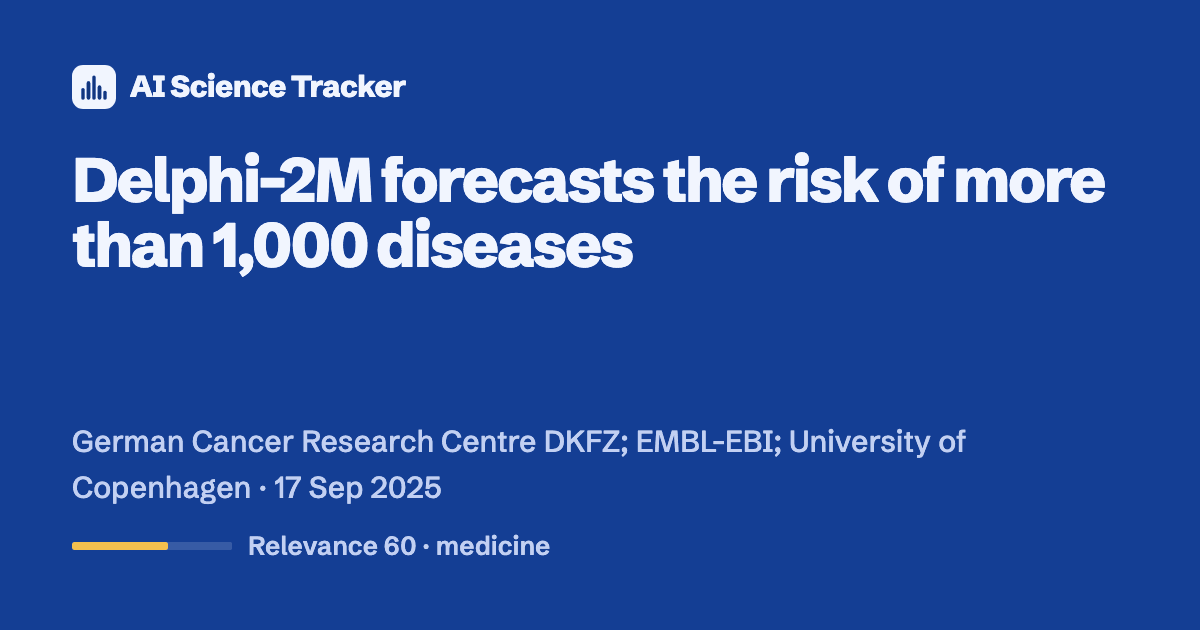 AI Science Tracker
Delphi-2M forecasts the risk of more
than 1,000 diseases
German Cancer Research Centre DKFZ; EMBL-EBI; University of
Copenhagen · 17 Sep 2025
Relevance 60 · medicine